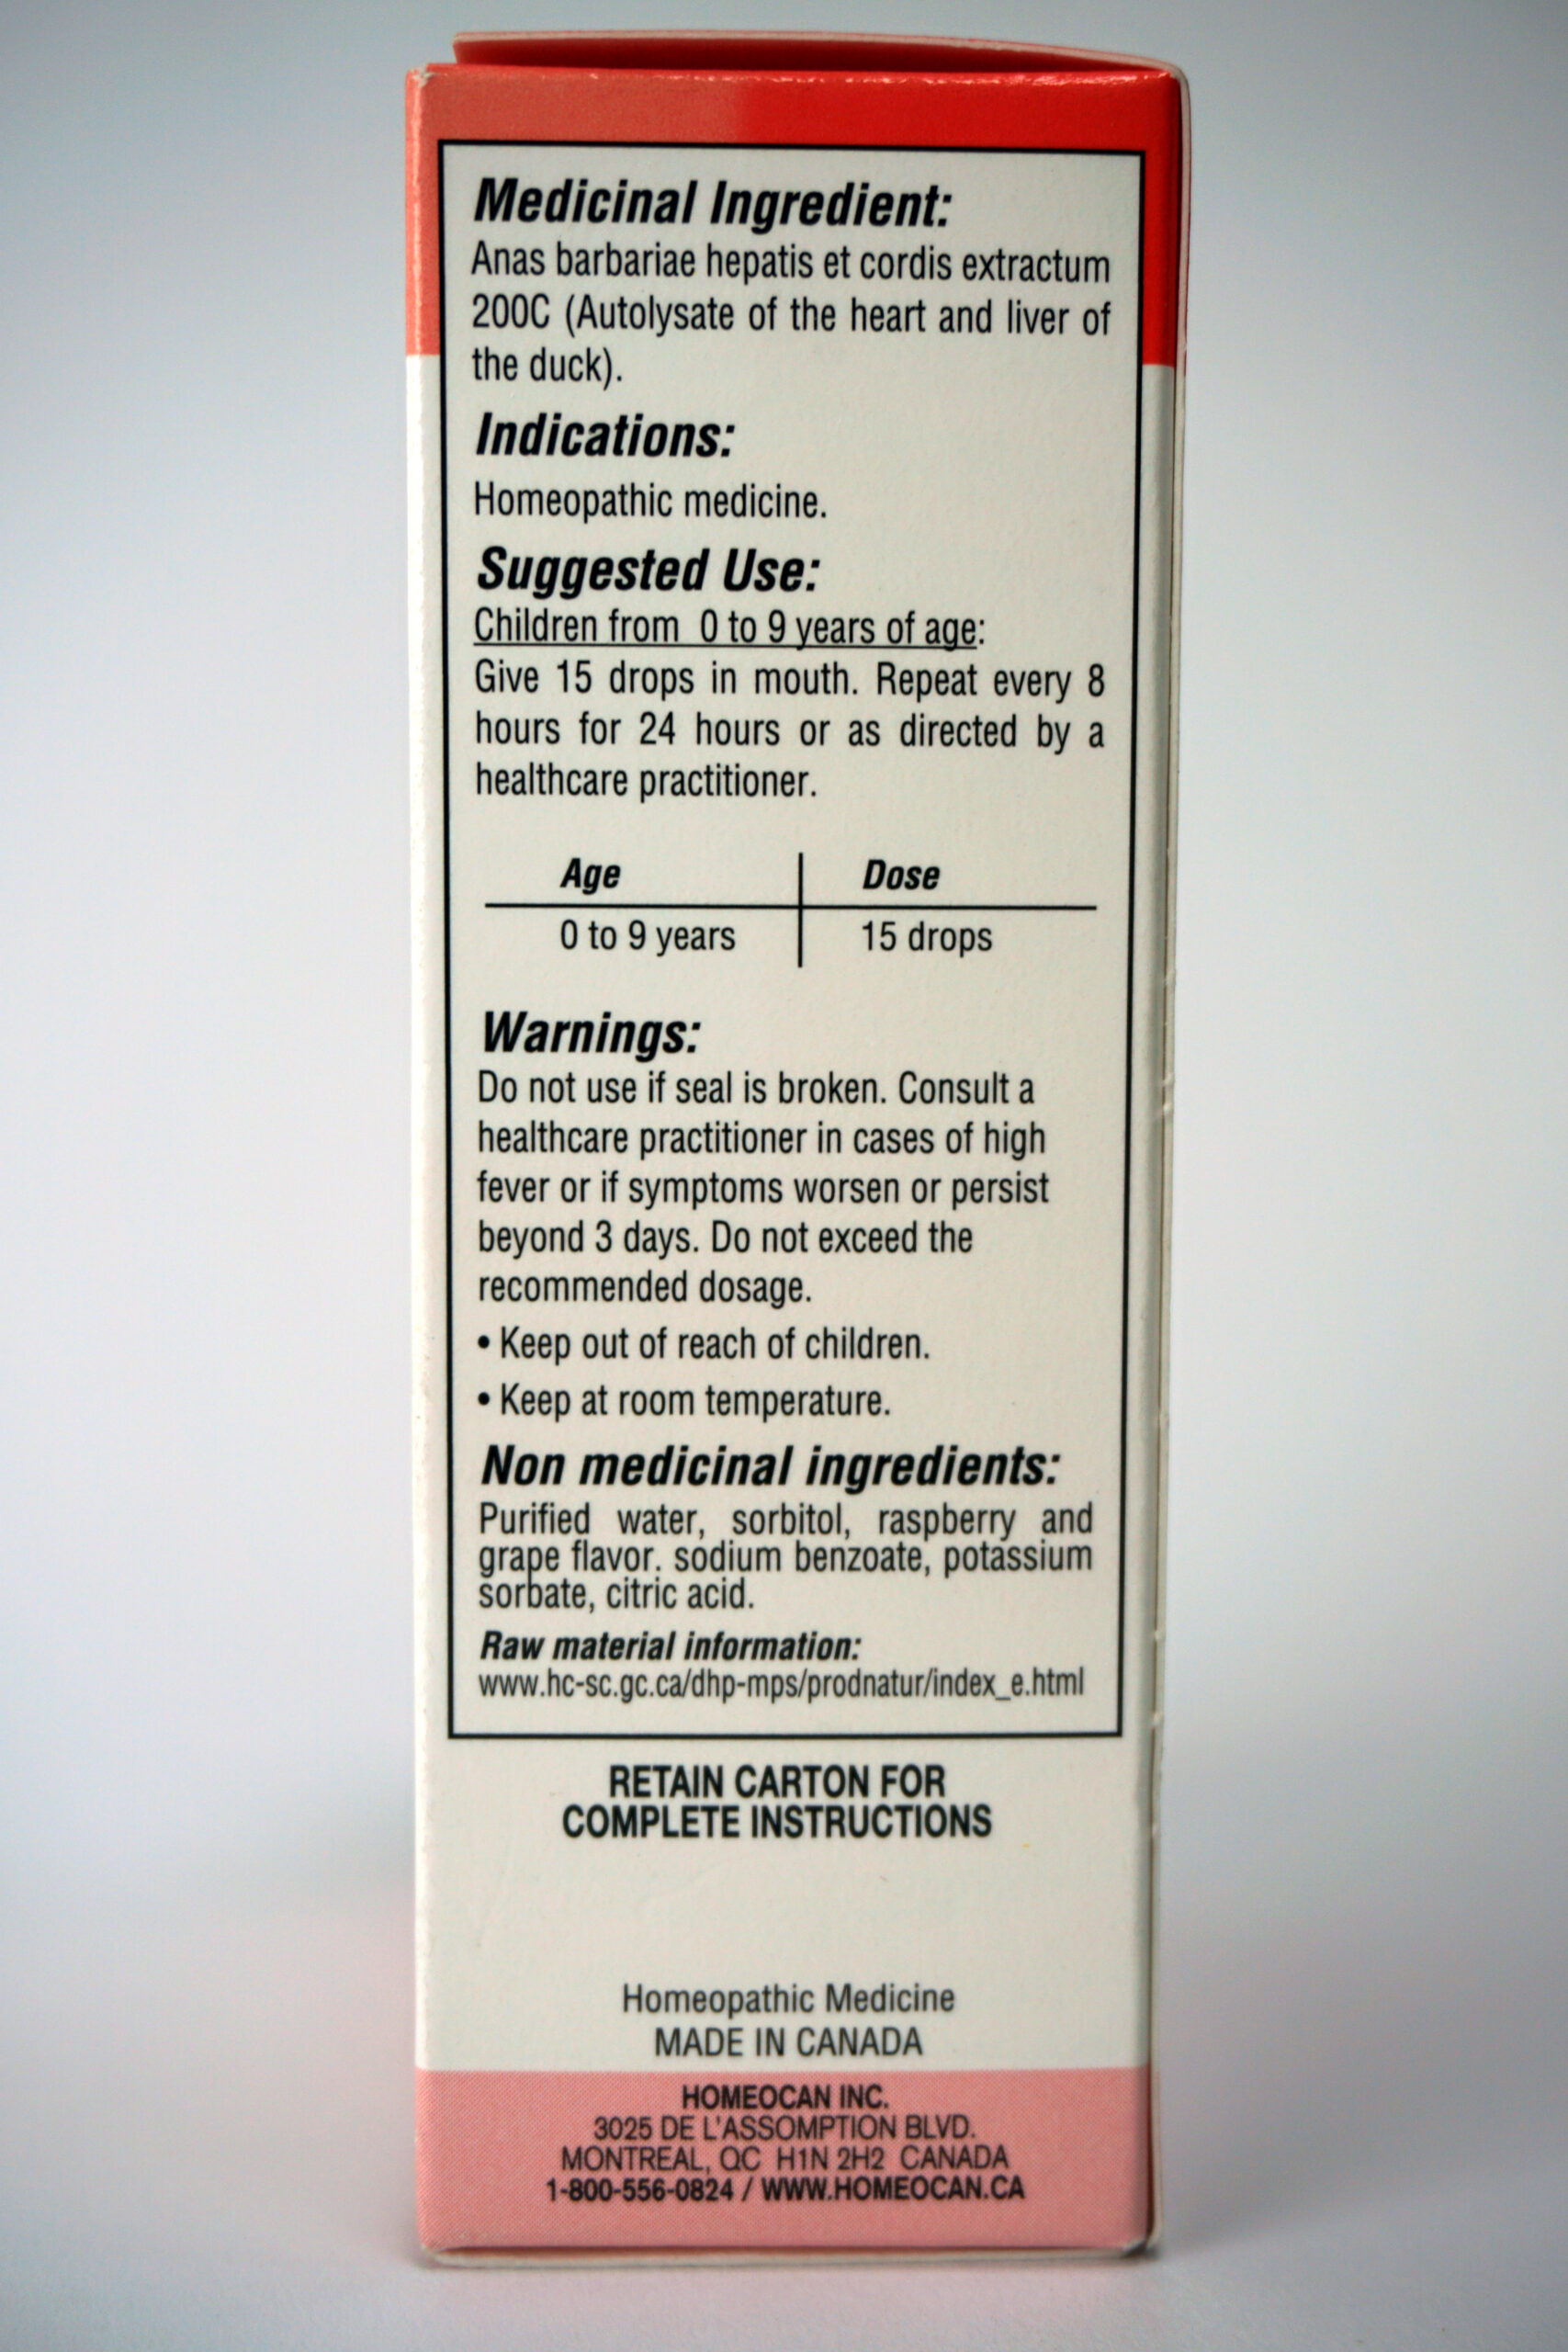 Medicinal Ingredient:
Anas barbariae hepatis et cordis extractum
200C (Autolysate of the heart and liver of
the duck).
Indications:
Homeopathic medicine.
Suggested Use:
Children from 0 to 9 years of age:
Give 15 drops in mouth. Repeat every 8
hours for 24 hours or as directed by a
healthcare practitioner.
Age Dose
0 to 9 years 15 drops
Warnings:
Do not use if seal is broken. Consult a
healthcare practitioner in cases of high
fever or if symptoms worsen or persist
beyond 3 days. Do not exceed the
recommended dosage.
• Keep out of reach of children.
• Keep at room temperature.
Non medicinal ingredients:
Purified water, sorbitol, raspberry and
grape flavor. sodium benzoate, potassium
sorbate, citric acid.
Raw material information:
www.hc-sc.gc.ca/dhp-mps/prodnatur/index_e.html
RETAIN CARTON FOR
COMPLETE INSTRUCTIONS
Homeopathic Medicine
MADE IN CANADA
HOMEOCAN INC.
3025 DE L'ASSOMPTION BLVD.
MONTREAL, QC H1N 2H2 CANADA
1-800-556-0824 / WWW.HOMEOCAN.CA